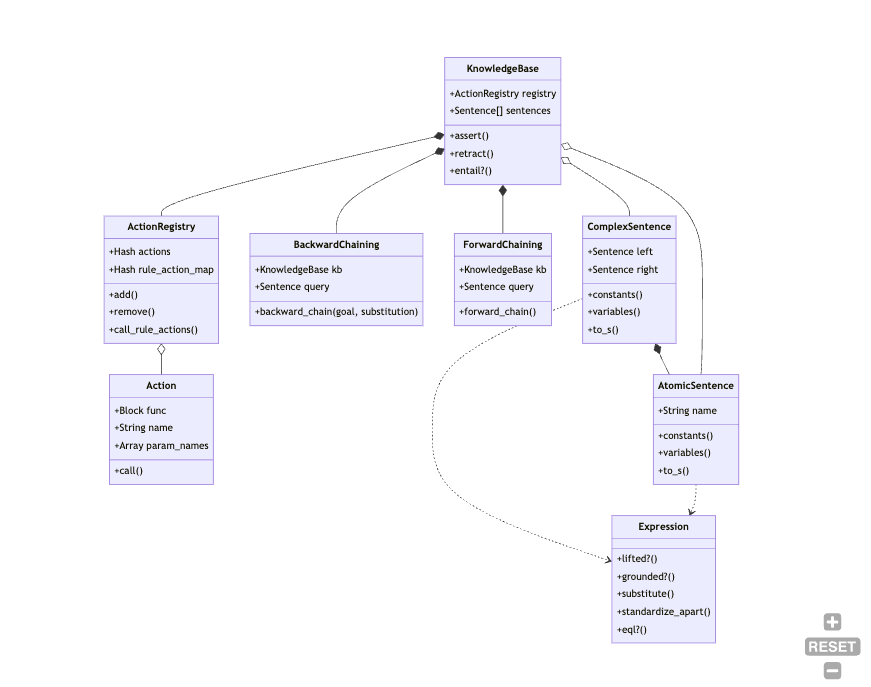 KnowledgeBase
+ActionRegistry registry
+Sentence[] sentences
+assert()
+retract()
+entail?()
ActionRegistry
+Hash actions
+Hash rule_action_map
+add()
+remove()
+call_rule_actions()
BackwardChaining
+KnowledgeBase kb
+Sentence query
+backward_chain(goal, substitution)
ForwardChaining
+KnowledgeBase kb
+Sentence query
+forward_chain()
ComplexSentence
+Sentence left
+Sentence right
+constants()
+variables()
+to_s()
Action
+Block func
+String name
+Array param_names
+call()
AtomicSentence
+String name
+constants()
+variables()
+to_s()
Expression
+lifted?()
+grounded?()
+substitute()
+standardize_apart()
+eql?()
RESET